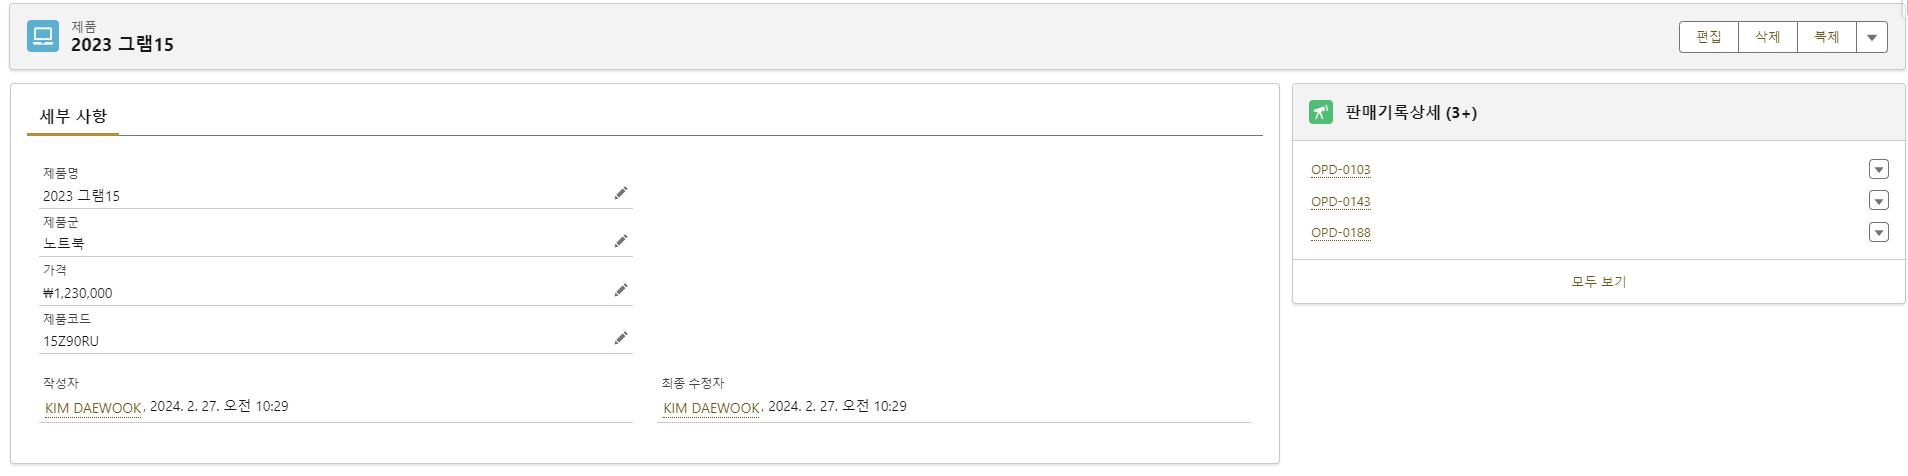 제품
2023 그램15
편집
삭제
복제
세부 사항
제품명
2023 그램15
제품군
노트북
가격
₩1,230,000
제품코드
15Z90RU
작성자
KIM DAEWOOK, 2024. 2. 27. 오전 10:29
최종 수정자
KIM DAEWOOK, 2024. 2. 27. 오전 10:29
판매기록상세 (3+)
OPD-0103
OPD-0143
OPD-0188
모두 보기